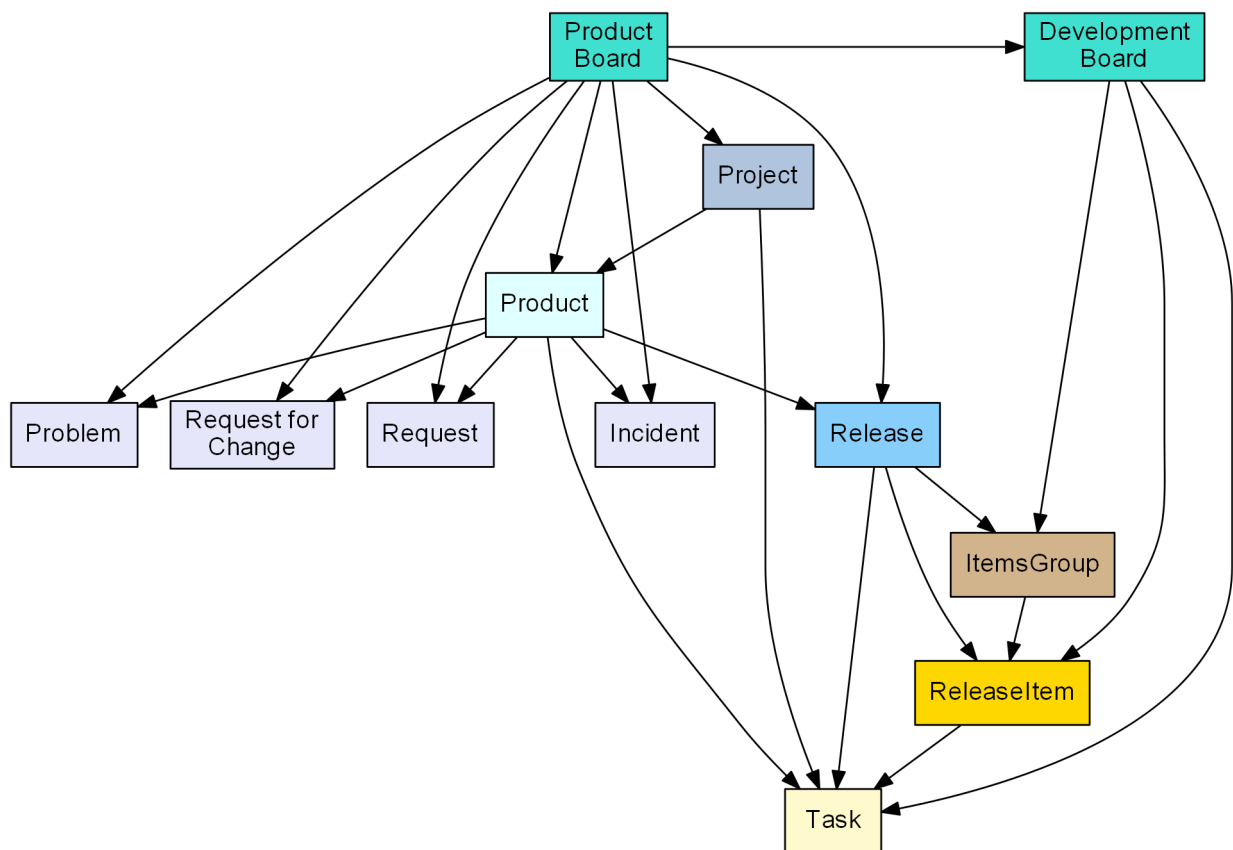 Product
Board
Development
Board
Project
Product
Problem
Request for
Change
Request
Incident
Release
ItemsGroup
ReleaseItem
Task